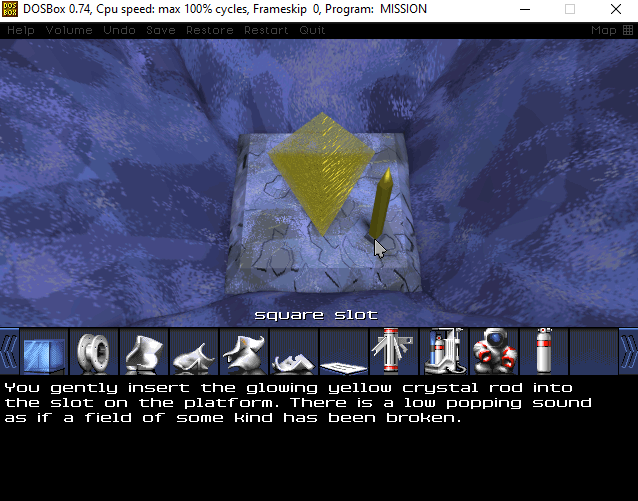 DOS BOX
DOSBox 0.74, Cpu speed: max 100% cycles, Frameskip 0, Program: MISSION
Help Volume Undo Save Restore Restart Quit Map
square slot
You gently insert the glowing yellow crystal rod into
the slot on the platform. There is a low popping sound
as if a field of some kind has been broken.